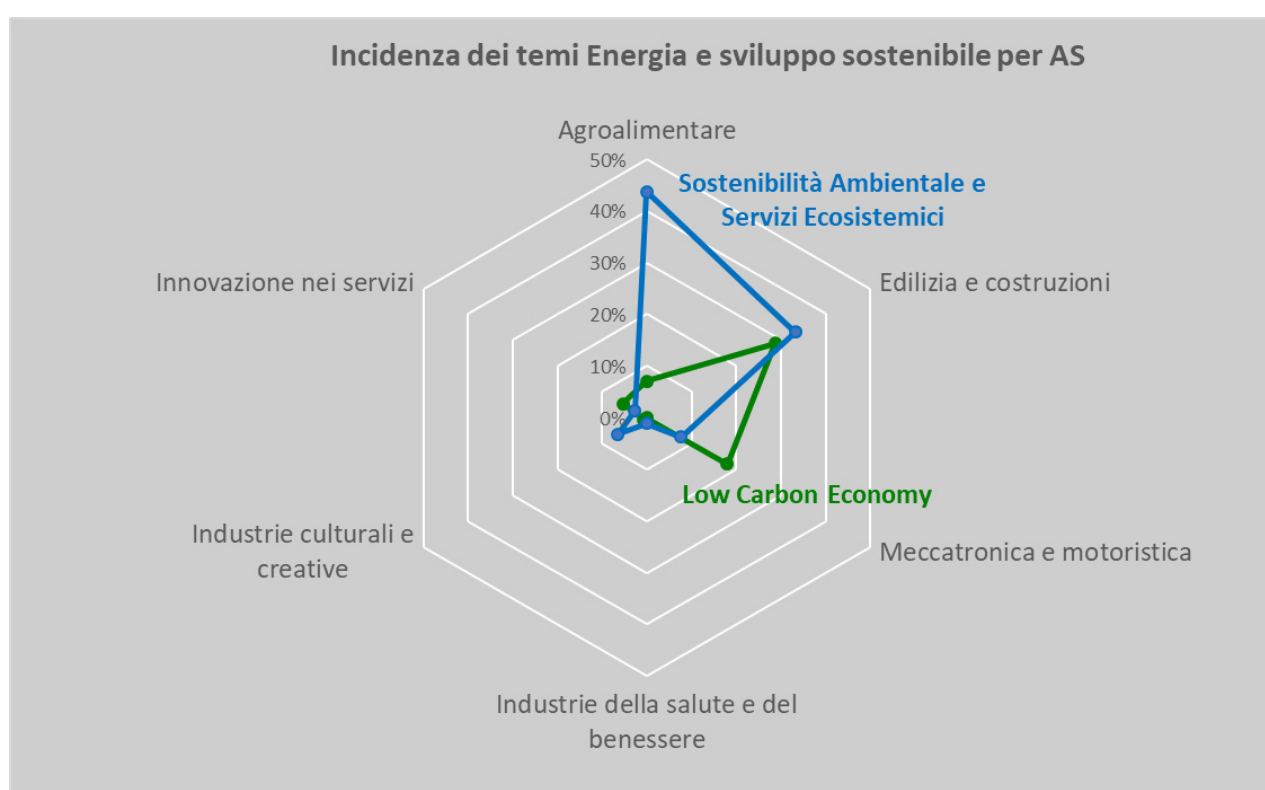 Incidenza dei temi Energia e sviluppo sostenibile per AS
Agroalimentare
50%
Sostenibilità Ambientale e
Servizi Ecosistemici
40%
30%
Innovazione nei servizi
Edilizia e costruzioni
20%
10%
0%
Low Carbon Economy
Industrie culturali e
creative
Meccatronica e motoristica
Industrie della salute e del
benessere